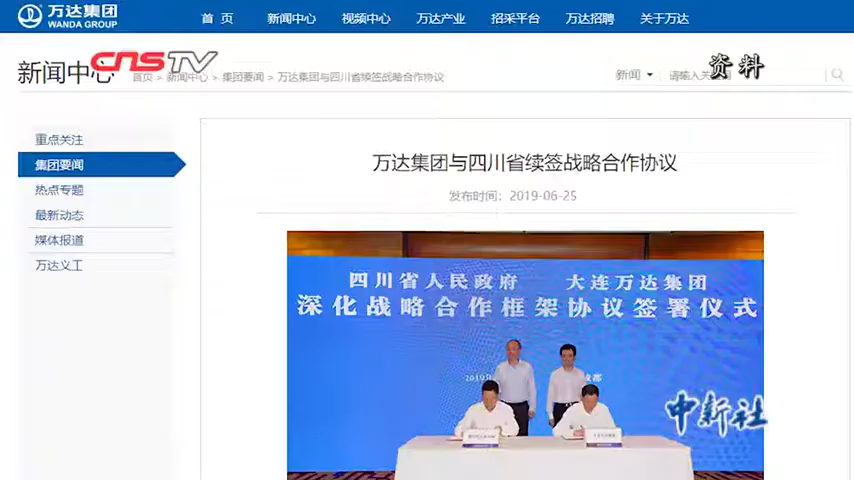 万达集团
WANDA GROUP
首 页 新闻中心 视频中心 万达产业 招采平台 万达招聘 关于万达
CNSTV
资料
新闻中心
首页 > 新闻中心 > 集团要闻 > 万达集团与四川省续签战略合作协议
新闻
请输入关
重点关注
集团要闻
热点专题
最新动态
媒体报道
万达义工
万达集团与四川省续签战略合作协议
发布时间: 2019-06-25
四川省人民政府 大连万达集团
深化战略合作框架协议签署仪式
2019 成都
中新社